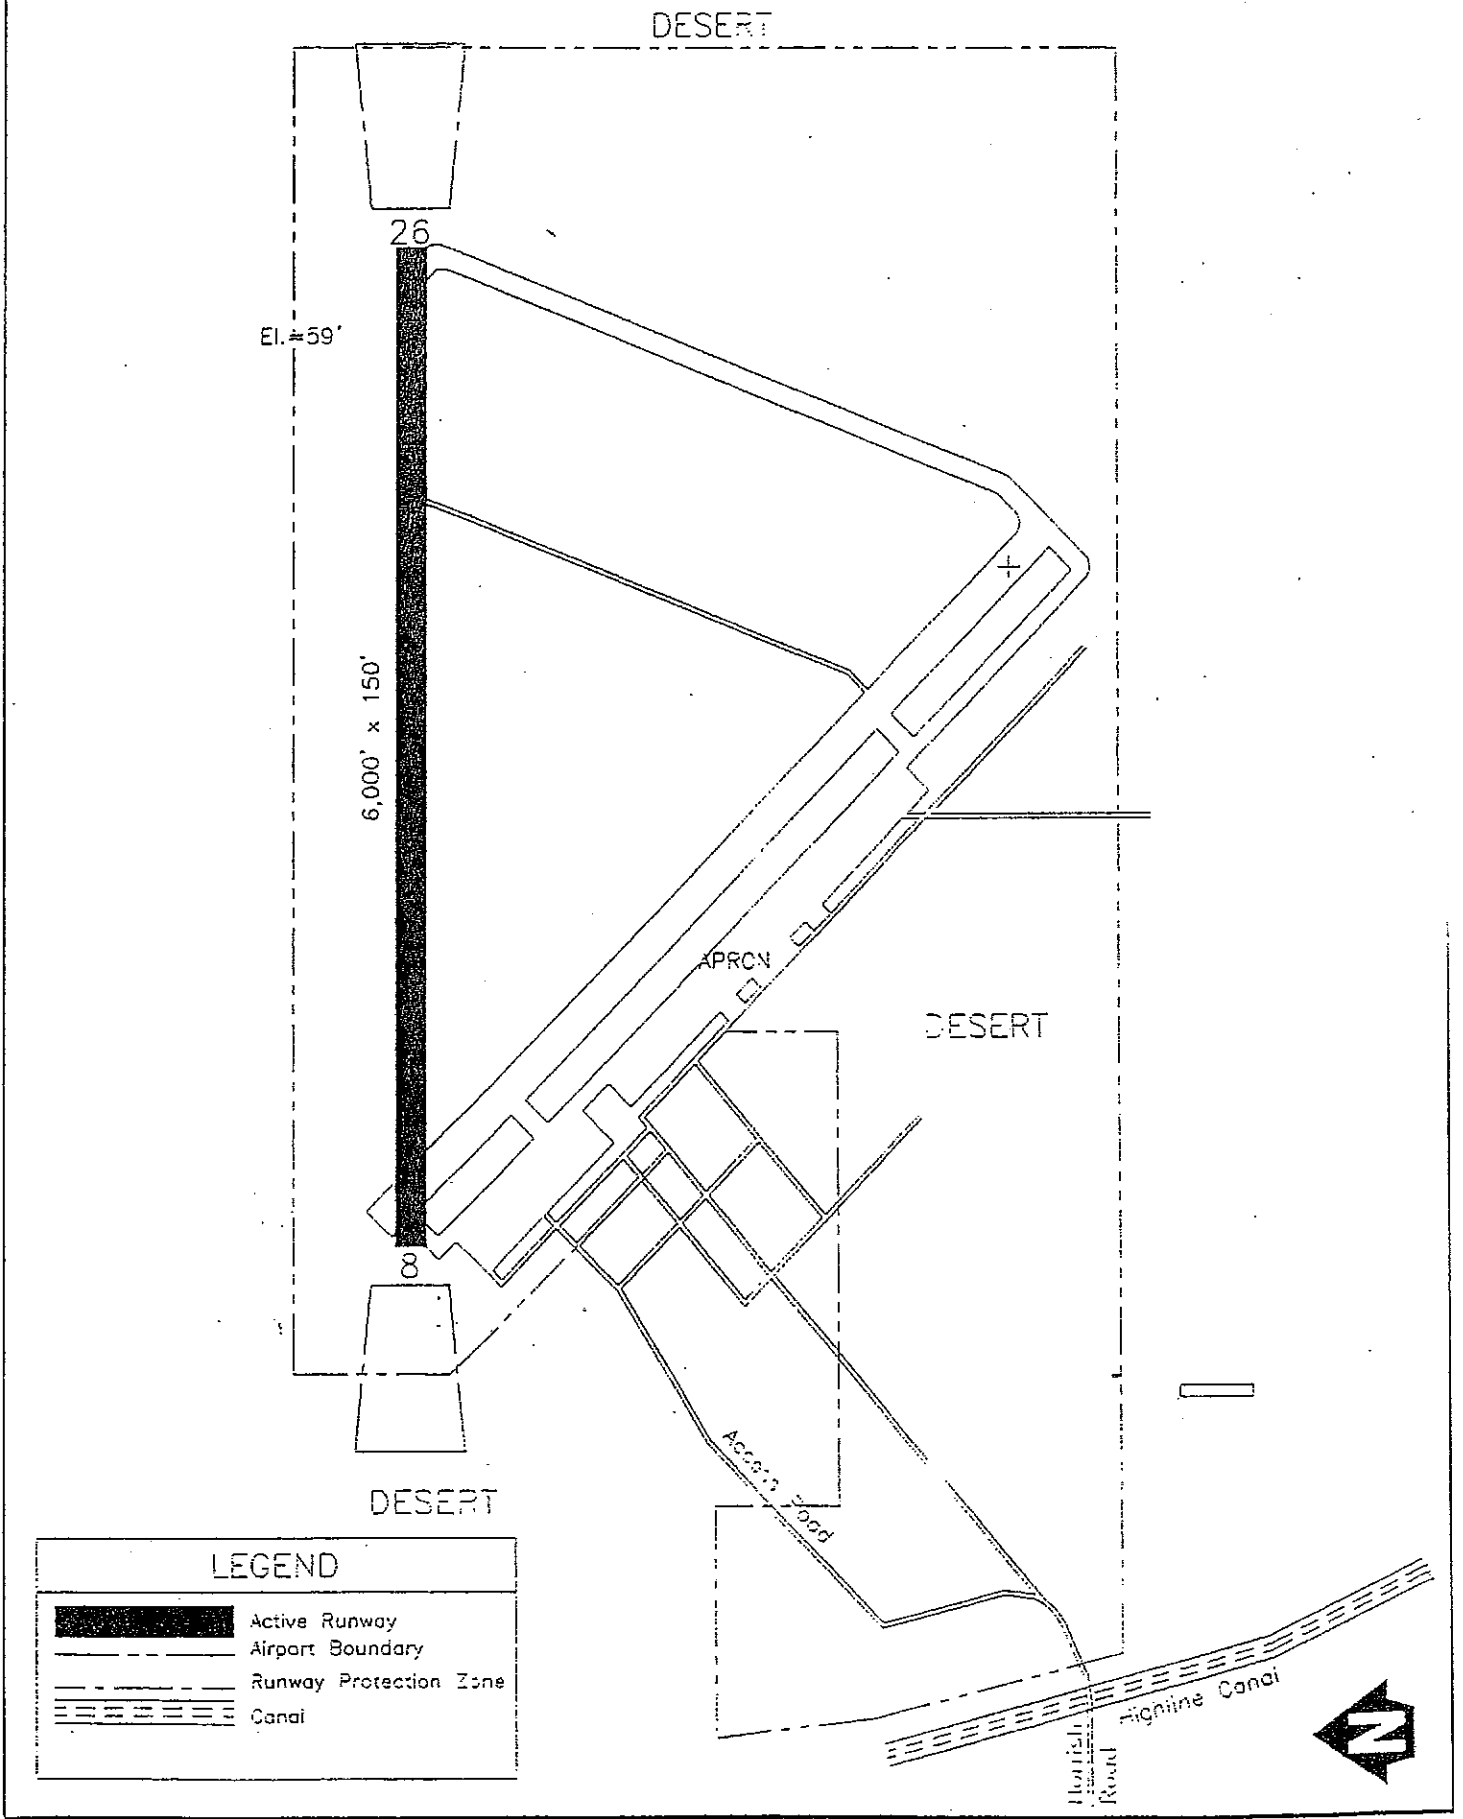 DESERT
26
El.=59'
6,000' x 150'
APRON
DESERT
8
Access Road
DESERT
LEGEND
Active Runway
Airport Boundary
Runway Protection Zone
Canal
Highline Canal
Road
N